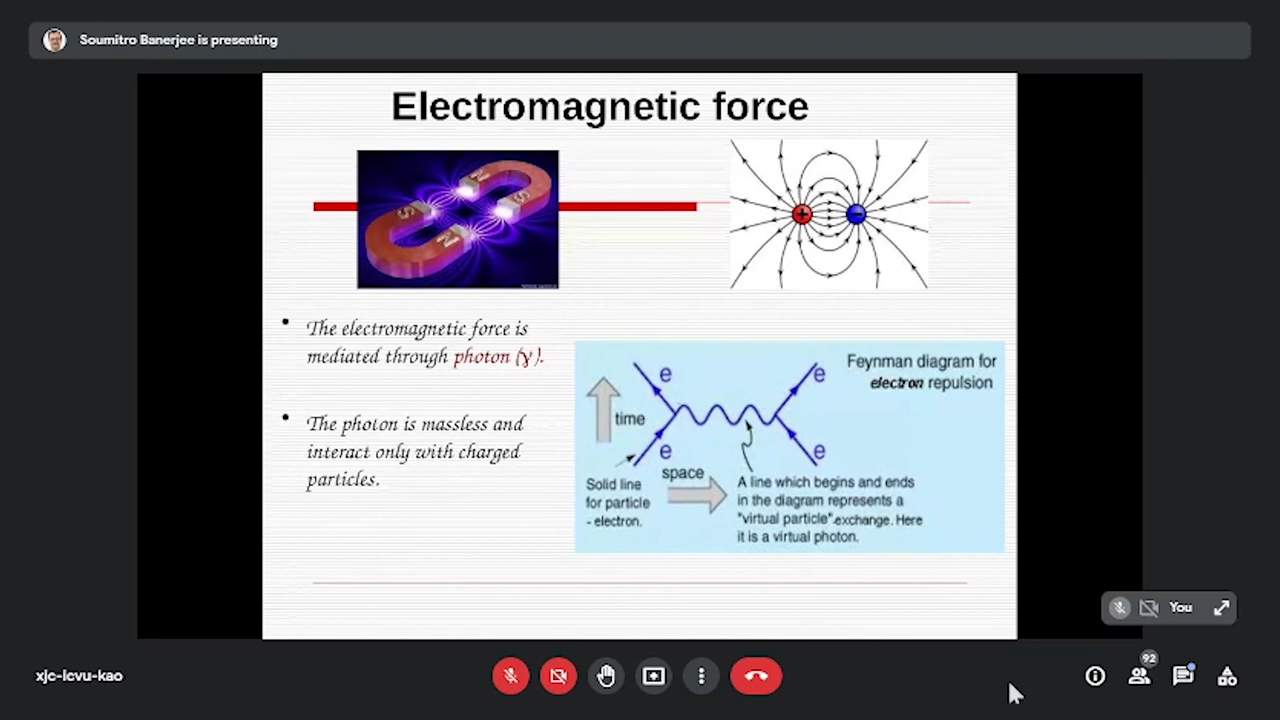 Soumitro Banerjee is presenting
Electromagnetic force
N
S
S
N
+
-
The electromagnetic force is
mediated through photon (γ).
The photon is massless and
interact only with charged
particles.
Feynman diagram for
electron repulsion
e
e
time
e
e
space
Solid line
for particle
- electron.
A line which begins and ends
in the diagram represents a
"virtual particle" exchange. Here
it is a virtual photon.
You
xjc-lcvu-kao
92